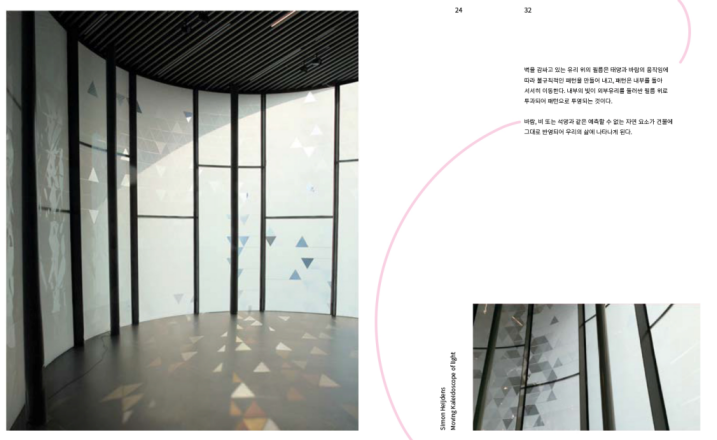 24
32
벽을 감싸고 있는 유리 위의 필름은 태양과 바람의 움직임에
따라 불규칙적인 패턴을 만들어 내고, 패턴은 내부를 돌아
서서히 이동한다. 내부의 빛이 외부유리를 둘러싼 필름 위로
투과되어 패턴으로 투영되는 것이다.
바람, 비 또는 석양과 같은 예측할 수 없는 자연 요소가 건물에
그대로 반영되어 우리의 삶에 나타나게 된다.
Simon Heijdens
Moving Kaleidoscope of light